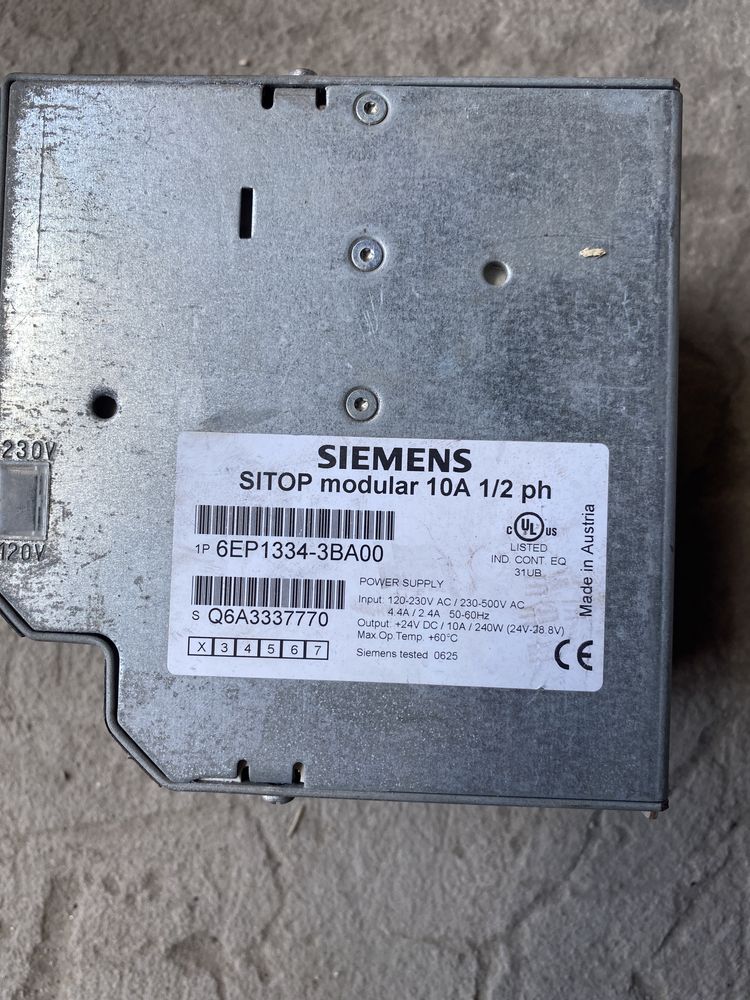 230V
120V
SIEMENS
SITOP modular 10A 1/2 ph
1P 6EP1334-3BA00
S Q6A3337770
X 3 4 5 6 7
C UL US
LISTED
IND. CONT. EQ
31UB
POWER SUPPLY
Input: 120-230V AC / 230-500V AC
4.4A / 2.4A 50-60Hz
Output: +24V DC / 10A / 240W (24V-28.8V)
Max.Op.Temp. +60°C
Siemens tested 0625
CE
Made in Austria